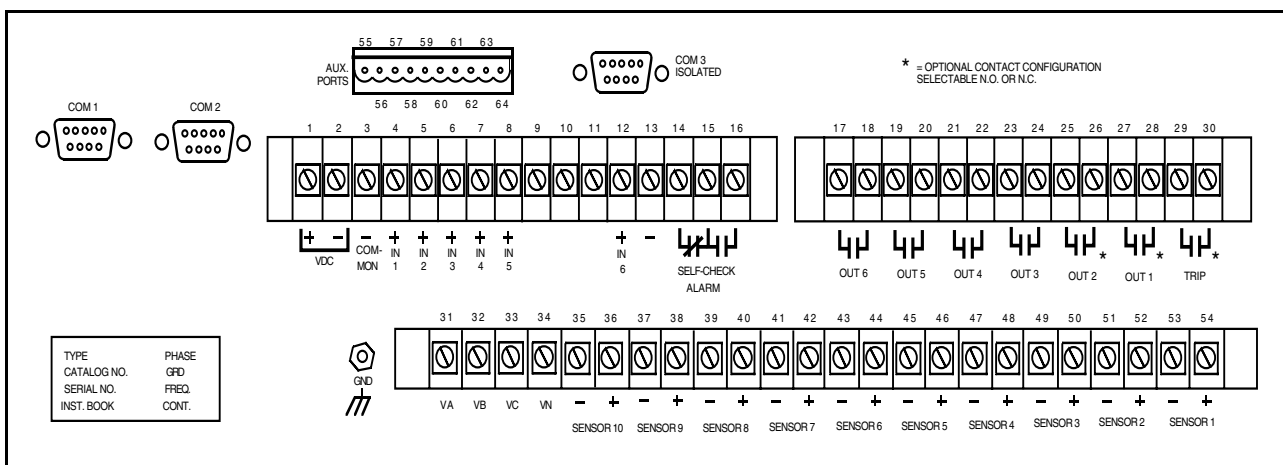 55 57 59 61 63
AUX.
PORTS
56 58 60 62 64
COM 3
ISOLATED
* = OPTIONAL CONTACT CONFIGURATION
SELECTABLE N.O. OR N.C.
COM 1
COM 2
1 2 3 4 5 6 7 8 9 10 11 12 13 14 15 16
+ − − + + + + + + −
VDC
COM-
MON
IN
1
IN
2
IN
3
IN
4
IN
5
IN
6
SELF-CHECK
ALARM
17 18 19 20 21 22 23 24 25 26 27 28 29 30
* * *
OUT 6 OUT 5 OUT 4 OUT 3 OUT 2 OUT 1 TRIP
TYPE PHASE
CATALOG NO. GRD
SERIAL NO. FREQ.
INST. BOOK CONT.
GND
31 32 33 34 35 36 37 38 39 40 41 42 43 44 45 46 47 48 49 50 51 52 53 54
VA VB VC VN − + − + − + − + − + − + − + − + − + − +
SENSOR 10 SENSOR 9 SENSOR 8 SENSOR 7 SENSOR 6 SENSOR 5 SENSOR 4 SENSOR 3 SENSOR 2 SENSOR 1